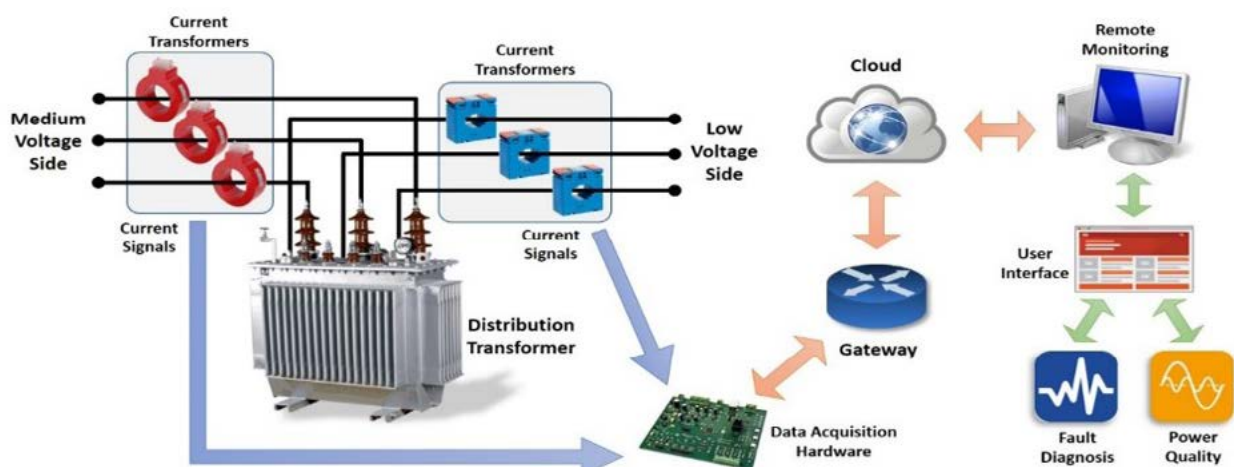 Current
Transformers
Current
Transformers
Medium
Voltage
Side
Low
Voltage
Side
Current
Signals
Current
Signals
Distribution
Transformer
Data Acquisition
Hardware
Gateway
Cloud
Remote
Monitoring
User
Interface
Fault
Diagnosis
Power
Quality